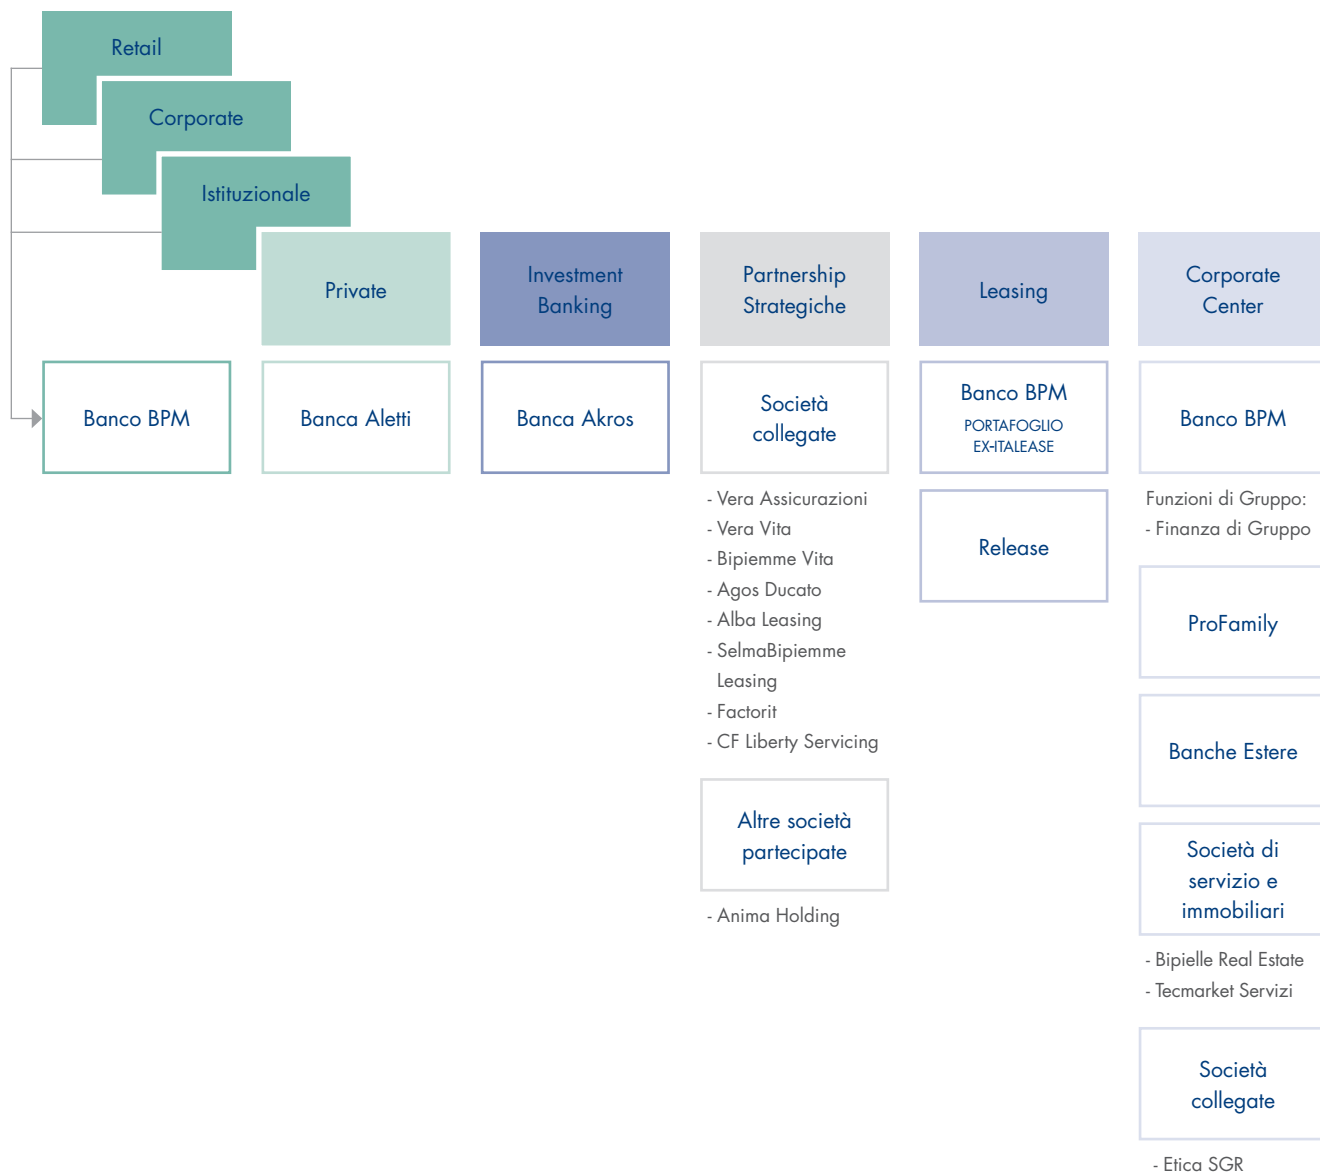 Retail
Corporate
Istituzionale
Private
Investment
Banking
Partnership
Strategiche
Leasing
Corporate
Center
Banco BPM
Banca Aletti
Banca Akros
Società
collegate
- Vera Assicurazioni
- Vera Vita
- Bipiemme Vita
- Agos Ducato
- Alba Leasing
- SelmaBipiemme
Leasing
- Factorit
- CF Liberty Servicing
Altre società
partecipate
- Anima Holding
Banco BPM
PORTAFOGLIO
EX-ITALEASE
Release
Banco BPM
Funzioni di Gruppo:
- Finanza di Gruppo
ProFamily
Banche Estere
Società di
servizio e
immobiliari
- Bipielle Real Estate
- Tecmarket Servizi
Società
collegate
- Etica SGR